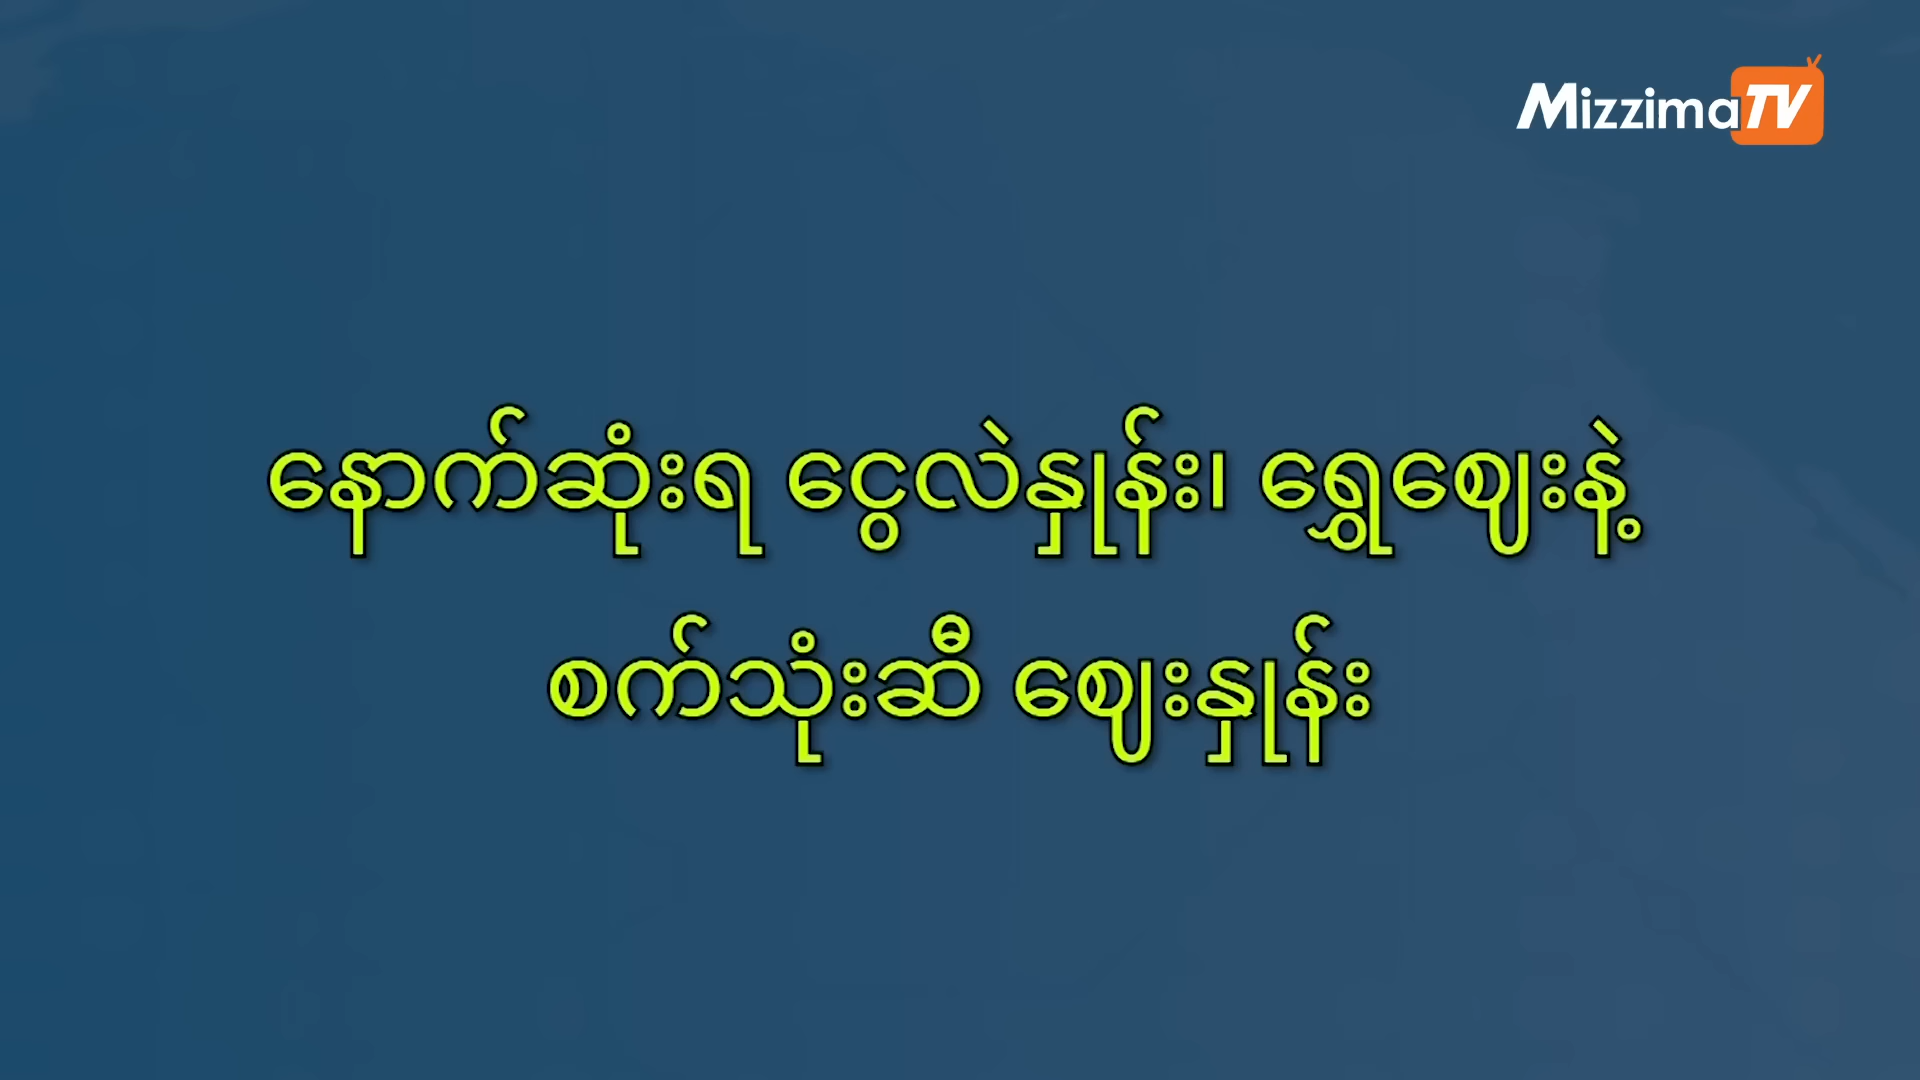 MizzimaTV
နောက်ဆုံးရ ငွေလဲနှုန်း၊ ရွှေဈေးနဲ့
စက်သုံးဆီ ဈေးနှုန်း